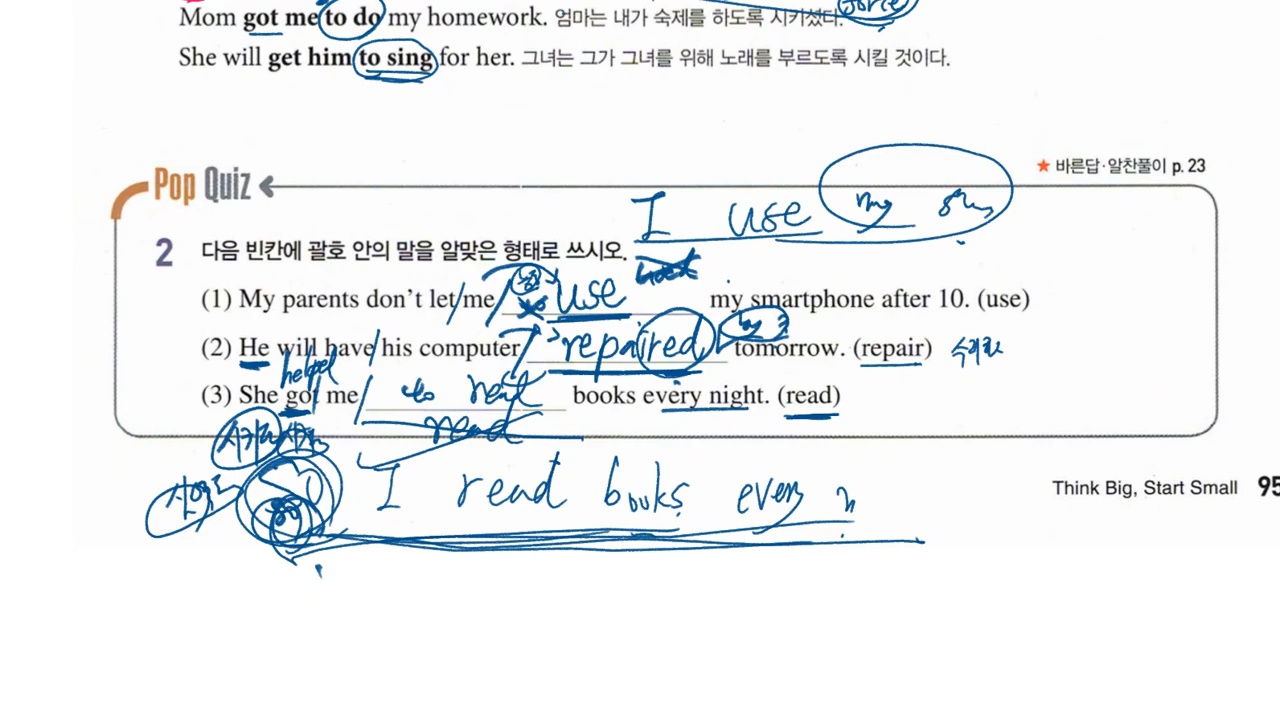 Mom got me to do my homework. 엄마는 내가 숙제를 하도록 시키셨다. force
She will get him to sing for her. 그녀는 그가 그녀를 위해 노래를 부르도록 시킬 것이다.
★ 바른답·알찬풀이 p. 23
Pop Quiz
I use my
2 다음 빈칸에 괄호 안의 말을 알맞은 형태로 쓰시오.
(1) My parents don't let me use my smartphone after 10. (use)
(2) He will have his computer repaired tomorrow. (repair)
helped
(3) She got me to read books every night. (read)
read
I read books every n
Think Big, Start Small 95